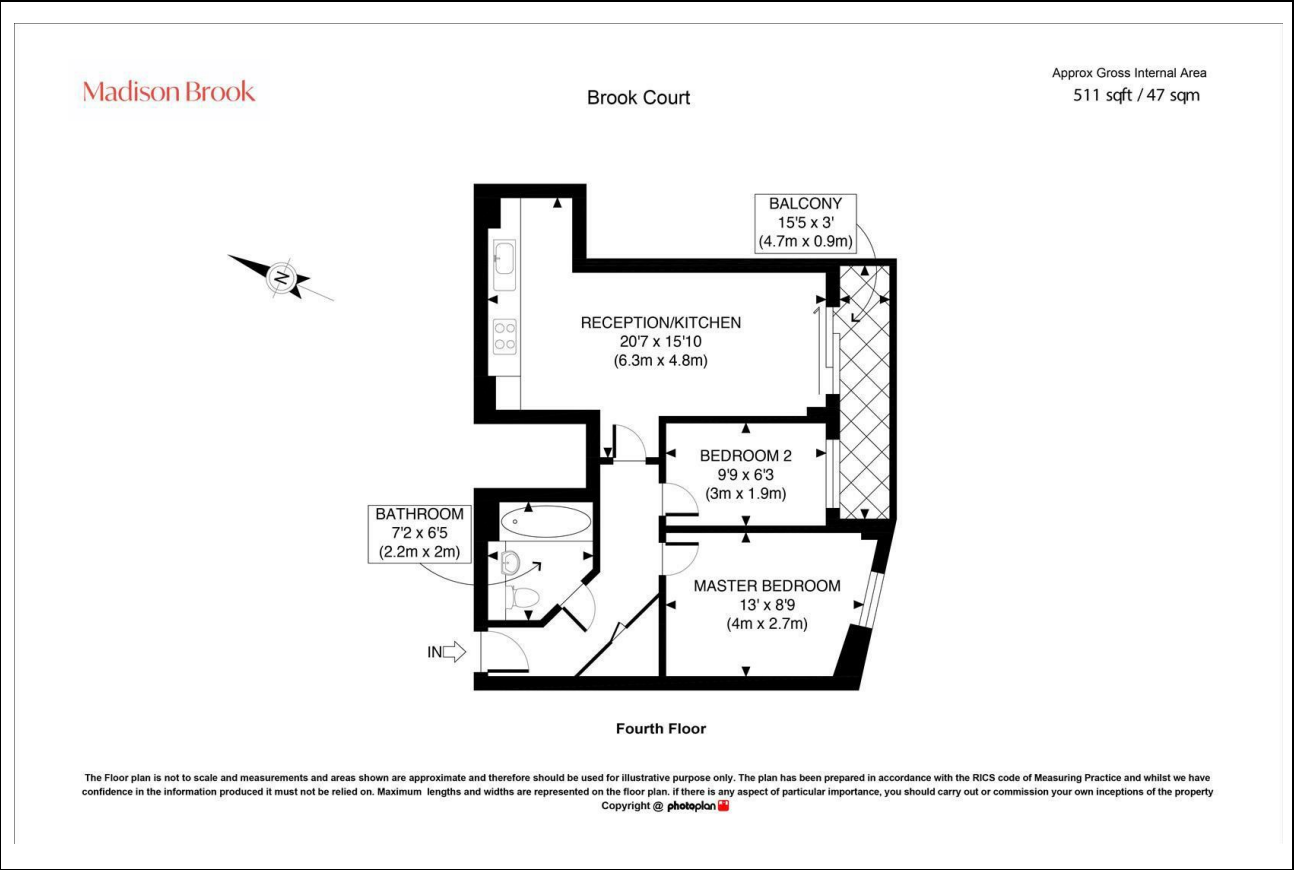 Madison Brook
Brook Court
Approx Gross Internal Area
511 sqft / 47 sqm
BALCONY
15'5 x 3'
(4.7m x 0.9m)
N
RECEPTION/KITCHEN
20'7 x 15'10
(6.3m x 4.8m)
BEDROOM 2
9'9 x 6'3
(3m x 1.9m)
BATHROOM
7'2 x 6'5
(2.2m x 2m)
MASTER BEDROOM
13' x 8'9
(4m x 2.7m)
IN
Fourth Floor
The Floor plan is not to scale and measurements and areas shown are approximate and therefore should be used for illustrative purpose only. The plan has been prepared in accordance with the RICS code of Measuring Practice and whilst we have
confidence in the information produced it must not be relied on. Maximum lengths and widths are represented on the floor plan. if there is any aspect of particular importance, you should carry out or commission your own inceptions of the property
Copyright @ photoplan